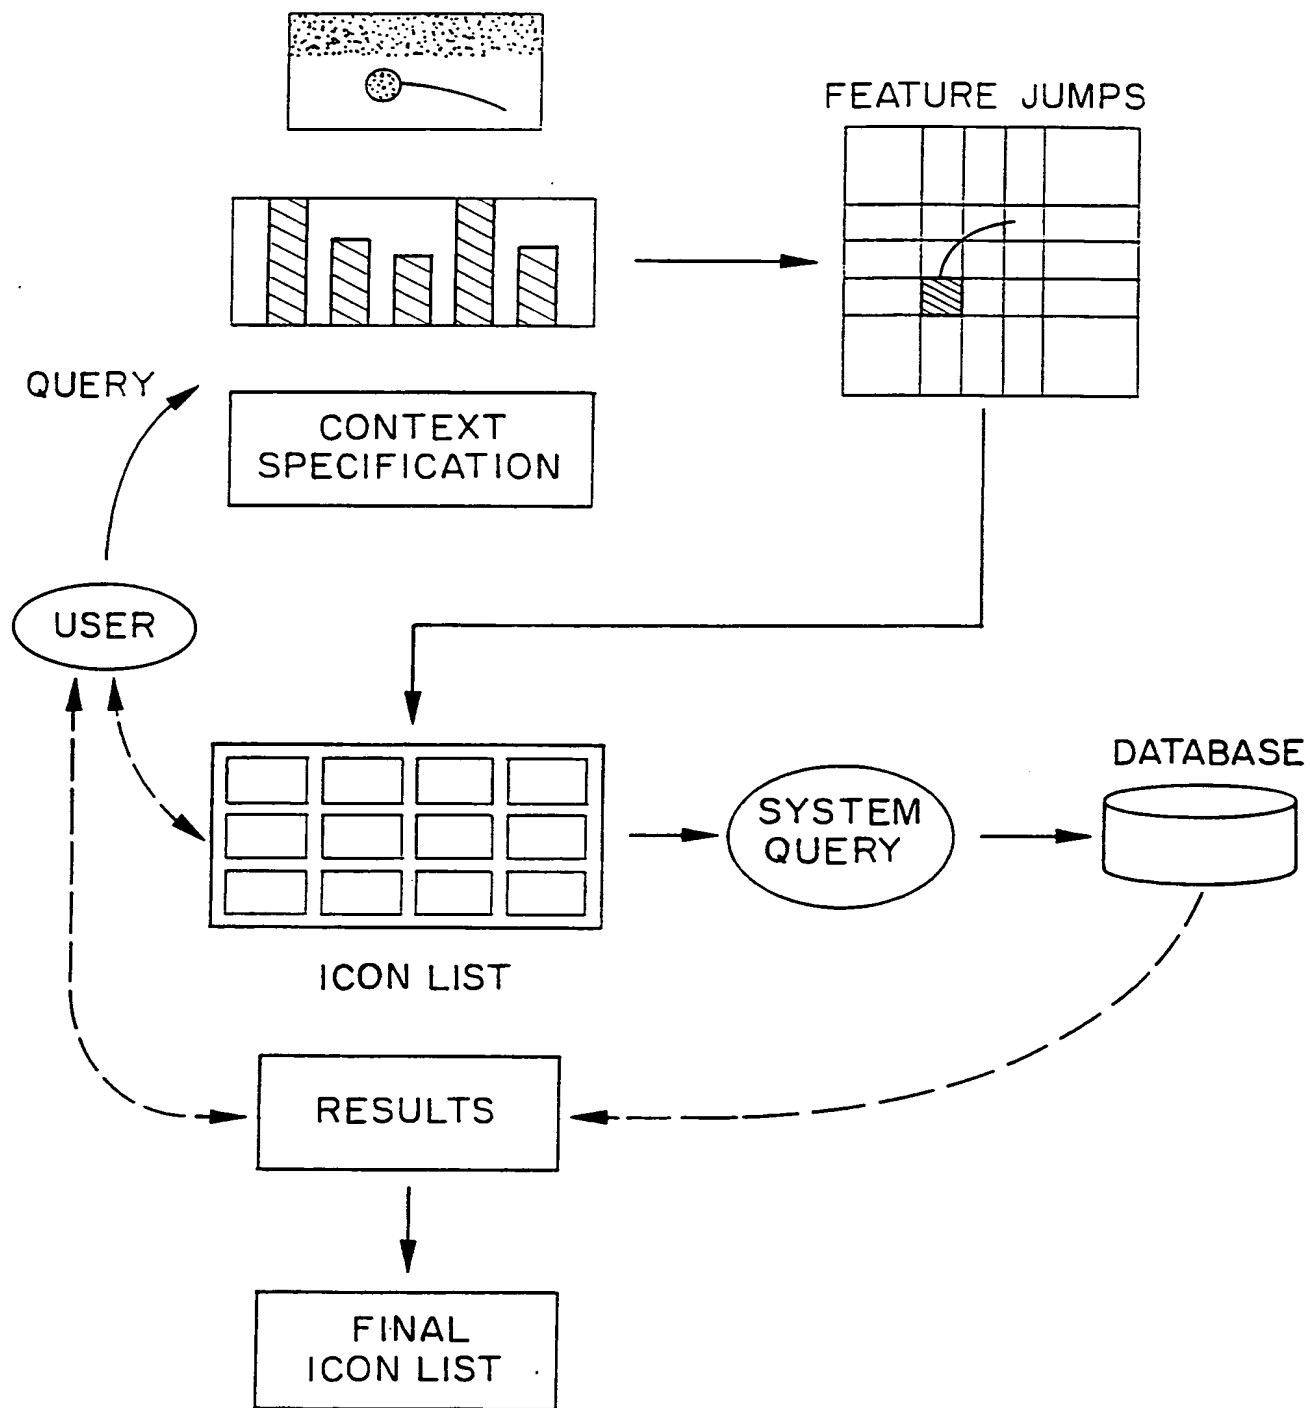 FEATURE JUMPS
QUERY
CONTEXT
SPECIFICATION
USER
DATABASE
SYSTEM
QUERY
ICON LIST
RESULTS
FINAL
ICON LIST